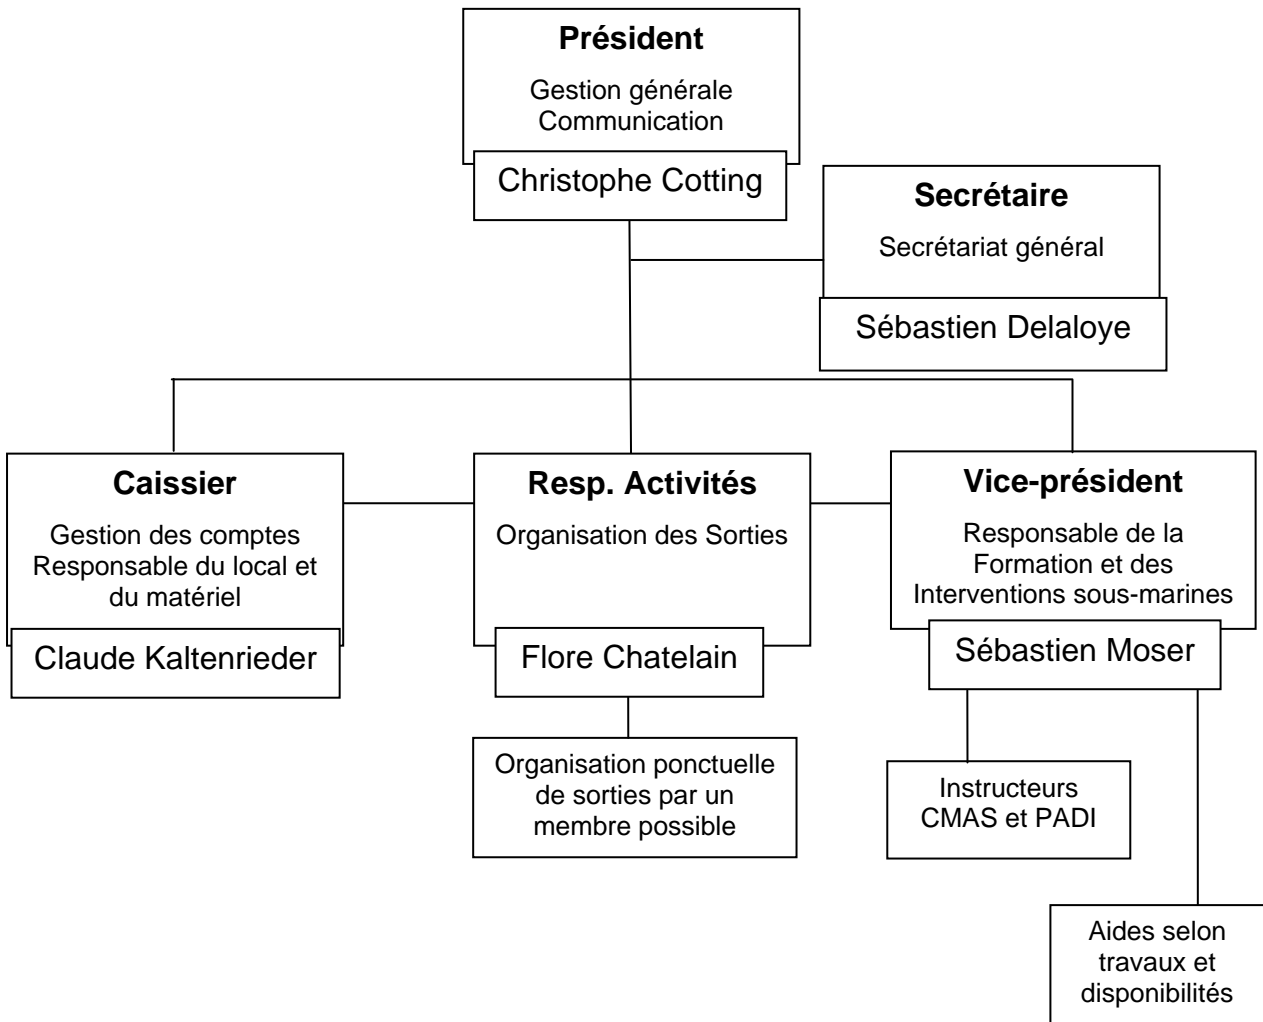 Président
Gestion générale
Communication
Christophe Cotting
Secrétaire
Secrétariat général
Sébastien Delaloye
Caissier
Gestion des comptes
Responsable du local et
du matériel
Claude Kaltenrieder
Resp. Activités
Organisation des Sorties
Flore Chatelain
Organisation ponctuelle
de sorties par un
membre possible
Vice-président
Responsable de la
Formation et des
Interventions sous-marines
Sébastien Moser
Instructeurs
CMAS et PADI
Aides selon
travaux et
disponibilités